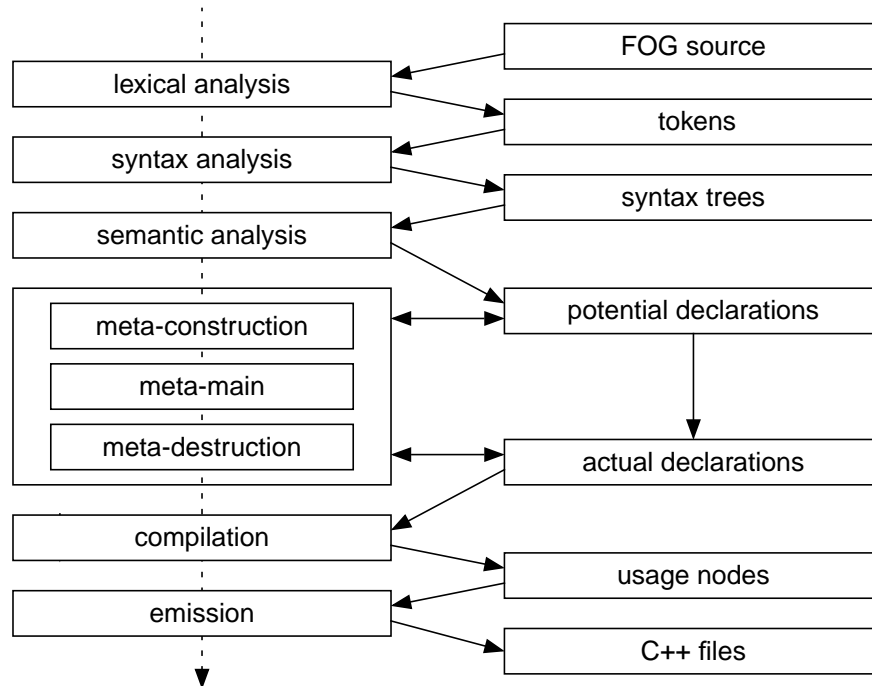 FOG source
lexical analysis
tokens
syntax analysis
syntax trees
semantic analysis
potential declarations
meta-construction
meta-main
meta-destruction
actual declarations
compilation
usage nodes
emission
C++ files